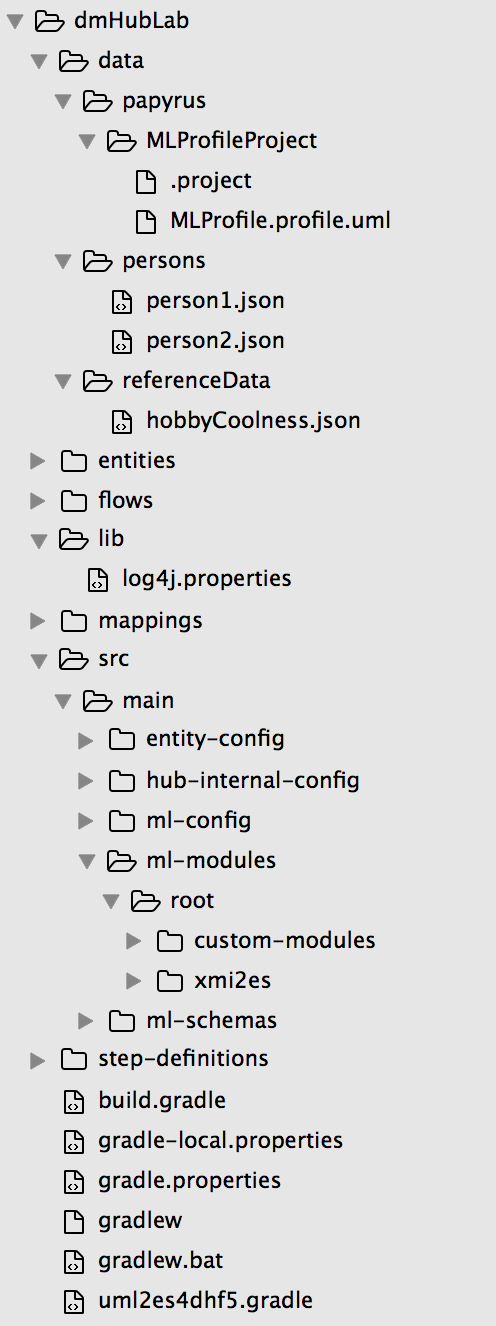 dmHubLab
data
papyrus
MLProfileProject
.project
MLProfile.profile.uml
persons
person1.json
person2.json
referenceData
hobbyCoolness.json
entities
flows
lib
log4j.properties
mappings
src
main
entity-config
hub-internal-config
ml-config
ml-modules
root
custom-modules
xmi2es
ml-schemas
step-definitions
build.gradle
gradle-local.properties
gradle.properties
gradlew
gradlew.bat
uml2es4dhf5.gradle